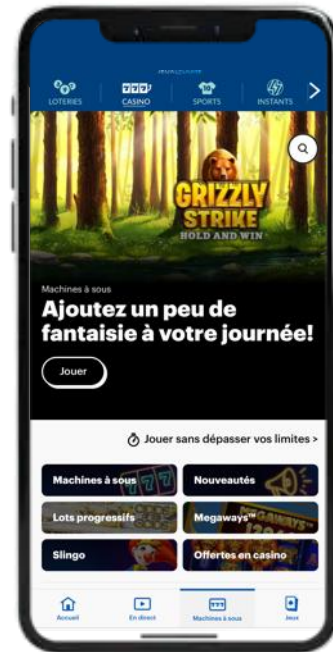 LOTERIES
CASINO
SPORTS
INSTANTS
GRIZZLY
STRIKE
HOLD AND WIN
Machines à sous
Ajoutez un peu de
fantaisie à votre journée!
Jouer
Jouer sans dépasser vos limites >
Machines à sous
Nouveautés
Lots progressifs
Megaways™
Slingo
Offertes en casino
Accueil
En direct
Machines à sous
Jeux